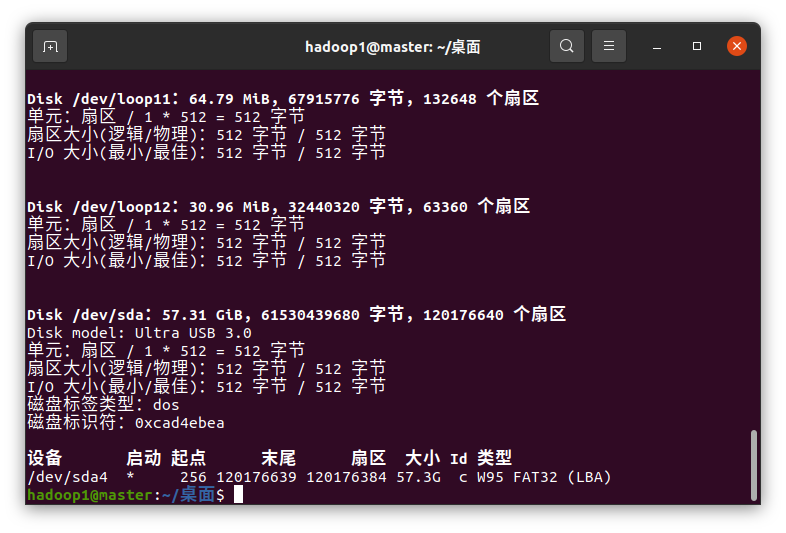 hadoop1@master: ~/桌面
Disk /dev/loop11：64.79 MiB，67915776 字节，132648 个扇区
单元：扇区 / 1 * 512 = 512 字节
扇区大小(逻辑/物理)：512 字节 / 512 字节
I/O 大小(最小/最佳)：512 字节 / 512 字节
Disk /dev/loop12：30.96 MiB，32440320 字节，63360 个扇区
单元：扇区 / 1 * 512 = 512 字节
扇区大小(逻辑/物理)：512 字节 / 512 字节
I/O 大小(最小/最佳)：512 字节 / 512 字节
Disk /dev/sda：57.31 GiB，61530439680 字节，120176640 个扇区
Disk model: Ultra USB 3.0
单元：扇区 / 1 * 512 = 512 字节
扇区大小(逻辑/物理)：512 字节 / 512 字节
I/O 大小(最小/最佳)：512 字节 / 512 字节
磁盘标签类型：dos
磁盘标识符：0xcad4ebea
设备 启动 起点 末尾 扇区 大小 Id 类型
/dev/sda4 * 256 120176639 120176384 57.3G c W95 FAT32 (LBA)
hadoop1@master:~/桌面$